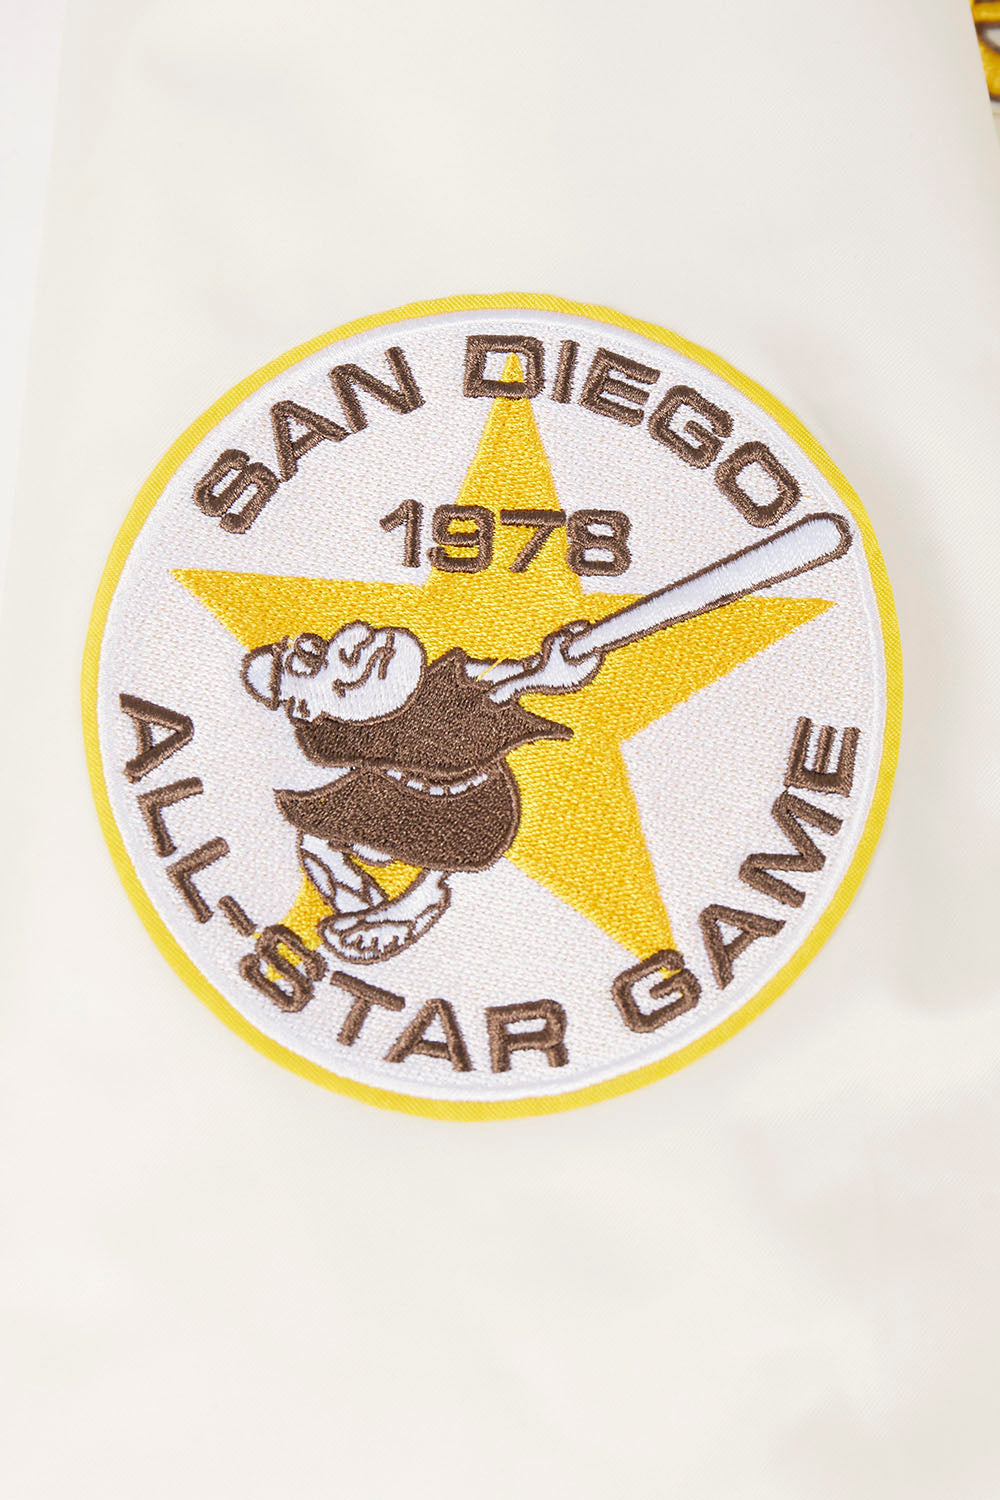 SAN DIEGO
1978
ALL-STAR GAME